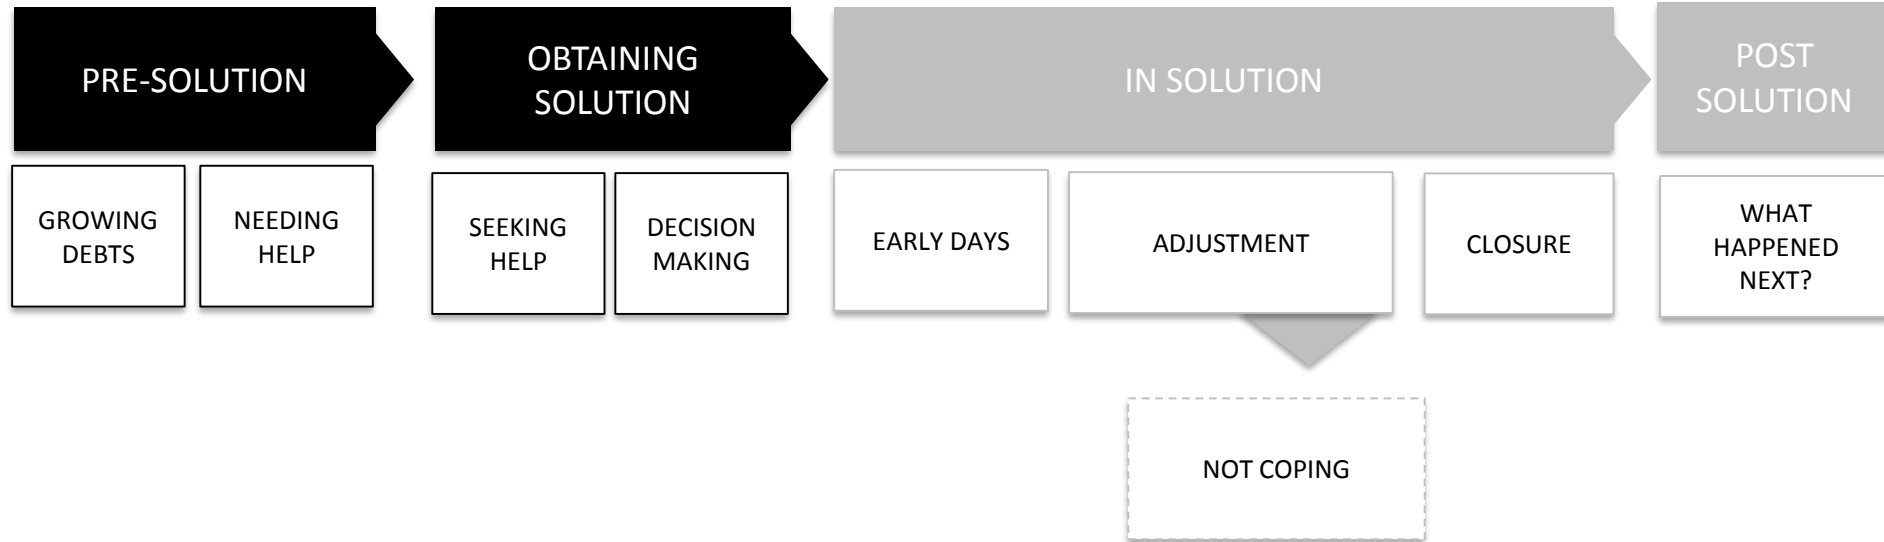 PRE-SOLUTION
OBTAINING
SOLUTION
IN SOLUTION
POST
SOLUTION
GROWING
DEBTS
NEEDING
HELP
SEEKING
HELP
DECISION
MAKING
EARLY DAYS
ADJUSTMENT
CLOSURE
WHAT
HAPPENED
NEXT?
NOT COPING